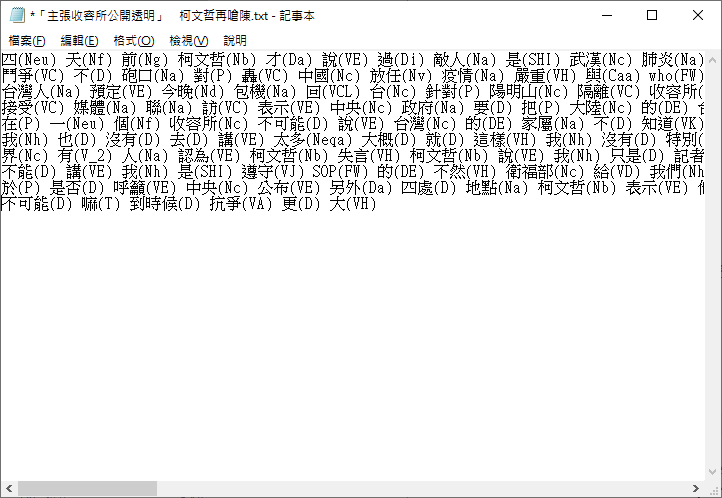 *「主張收容所公開透明」　柯文哲再嗆陳.txt - 記事本
檔案(F) 編輯(E) 格式(O) 檢視(V) 說明
四(Neu) 天(Nf) 前(Ng) 柯文哲(Nb) 才(Da) 說(VE) 過(Di) 敵人(Na) 是(SHI) 武漢(Nc) 肺炎(Na)
鬥爭(VC) 不(D) 砲口(Na) 對(P) 轟(VC) 中國(Nc) 放任(Nv) 疫情(Na) 嚴重(VH) 與(Caa) who(FW)
台灣人(Na) 預定(VE) 今晚(Nd) 包機(Na) 回(VCL) 台(Nc) 針對(P) 陽明山(Nc) 隔離(VC) 收容所(
接受(VC) 媒體(Na) 聯(Na) 訪(VC) 表示(VE) 中央(Nc) 政府(Na) 要(D) 把(P) 大陸(Nc) 的(DE) 台
在(P) 一(Neu) 個(Nf) 收容所(Nc) 不可能(D) 說(VE) 台灣(Nc) 的(DE) 家屬(Na) 不(D) 知道(VK)
我(Nh) 也(D) 沒有(D) 去(D) 講(VE) 太多(Neqa) 大概(D) 就(D) 這樣(VH) 我(Nh) 沒有(D) 特別(
界(Nc) 有(V_2) 人(Na) 認為(VE) 柯文哲(Nb) 失言(VH) 柯文哲(Nb) 說(VE) 我(Nh) 只是(D) 記者
不能(D) 講(VE) 我(Nh) 是(SHI) 遵守(VJ) SOP(FW) 的(DE) 不然(VH) 衛福部(Nc) 給(VD) 我們(Nh
於(P) 是否(D) 呼籲(VE) 中央(Nc) 公布(VE) 另外(Da) 四處(D) 地點(Na) 柯文哲(Nb) 表示(VE)
不可能(D) 嘛(T) 到時候(D) 抗爭(VA) 更(D) 大(VH)